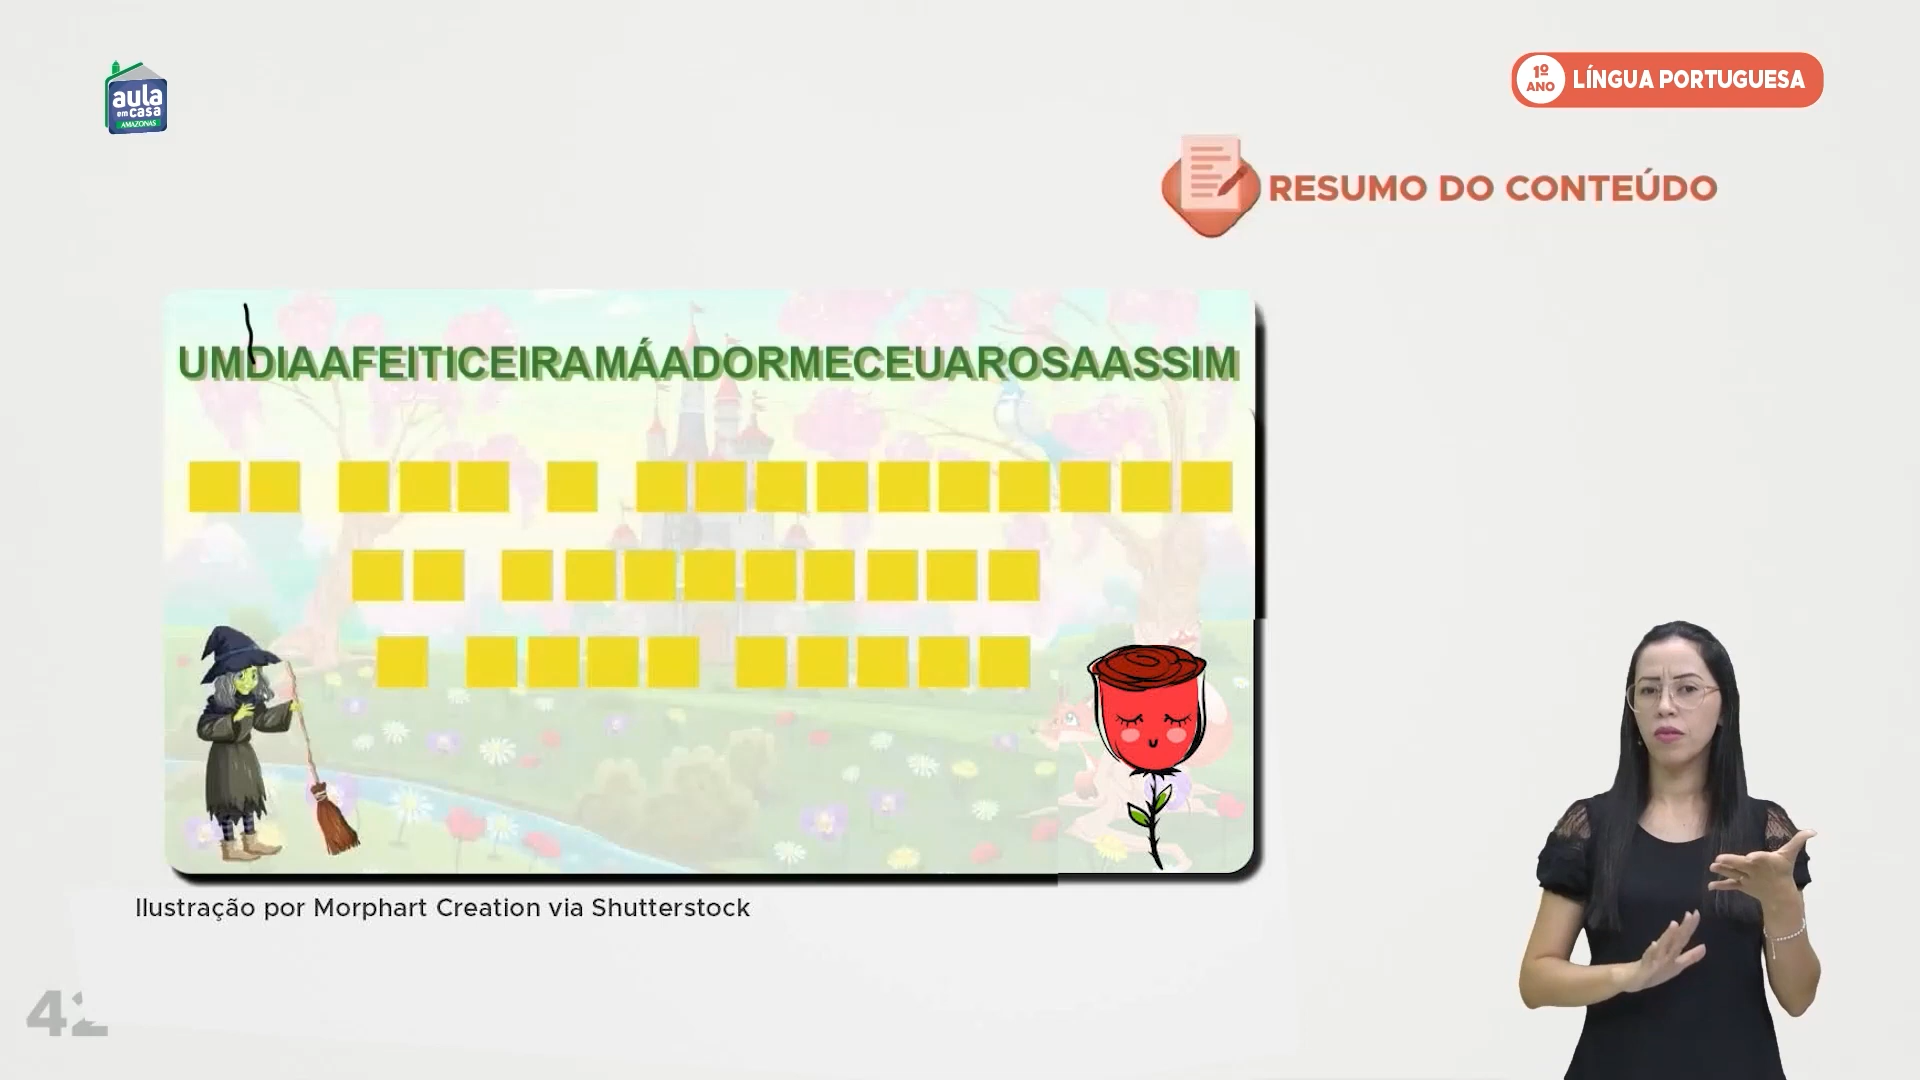 aula
em casa
AMAZONAS
1º
ANO
LÍNGUA PORTUGUESA
RESUMO DO CONTEÚDO
UMDIAAFEITICEIRAMÁADORMECEUAROSAASSIM
Ilustração por Morphart Creation via Shutterstock